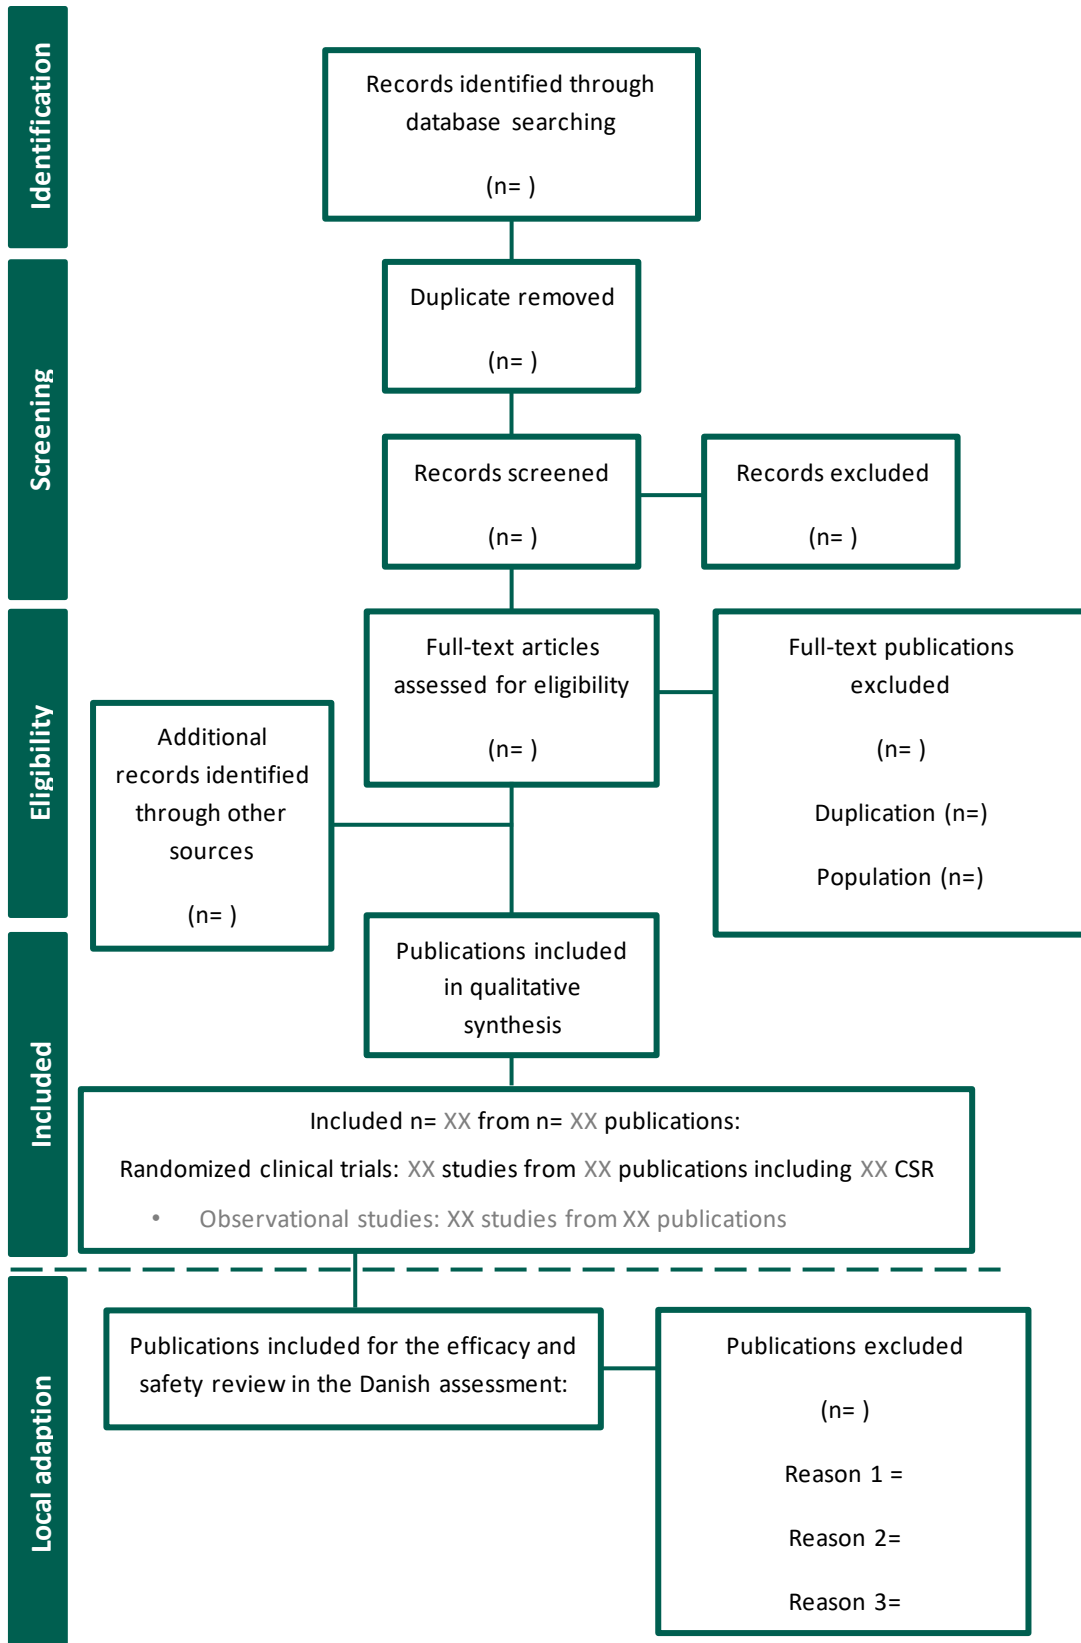 Identification
Records identified through
database searching
(n= )
Screening
Duplicate removed
(n= )
Records screened
(n= )
Records excluded
(n= )
Eligibility
Full-text articles
assessed for eligibility
(n= )
Full-text publications
excluded
(n= )
Duplication (n=)
Population (n=)
Additional
records identified
through other
sources
(n= )
Included
Publications included
in qualitative
synthesis
Included n= XX from n= XX publications:
Randomized clinical trials: XX studies from XX publications including XX CSR
• Observational studies: XX studies from XX publications
Local adaption
Publications included for the efficacy and
safety review in the Danish assessment:
Publications excluded
(n= )
Reason 1 =
Reason 2=
Reason 3=